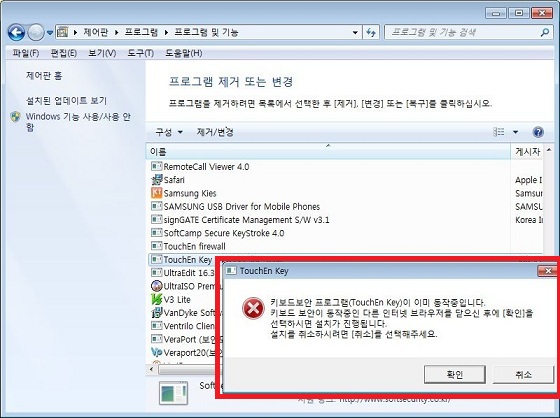 제어판 ▸ 프로그램 ▸ 프로그램 및 기능
프로그램 및 기능 검색
파일(F) 편집(E) 보기(V) 도구(T) 도움말(H)
제어판 홈
설치된 업데이트 보기
Windows 기능 사용/사용 안
함
프로그램 제거 또는 변경
프로그램을 제거하려면 목록에서 선택한 후 [제거], [변경] 또는 [복구]를 클릭하십시오.
구성 제거/변경
이름 게시자
RemoteCall Viewer 4.0
Safari Apple I
Samsung Kies Samsun
SAMSUNG USB Driver for Mobile Phones Samsun
signGATE Certificate Management S/W v3.1 Korea In
SoftCamp Secure KeyStroke 4.0
TouchEn firewall
TouchEn Key
UltraEdit 16.3
UltraISO Premiu
V3 Lite
VanDyke Softwar
Ventrilo Client
VeraPort (보안모
Veraport20(보안
TouchEn Key
키보드보안 프로그램(TouchEn Key)이 이미 동작중입니다.
키보드 보안이 동작중인 다른 인터넷 브라우저를 닫으신 후에 [확인]을
선택하시면 설치가 진행됩니다.
설치를 취소하시려면 [취소]를 선택해주세요.
확인 취소
http://www.softsecurity.co.kr/